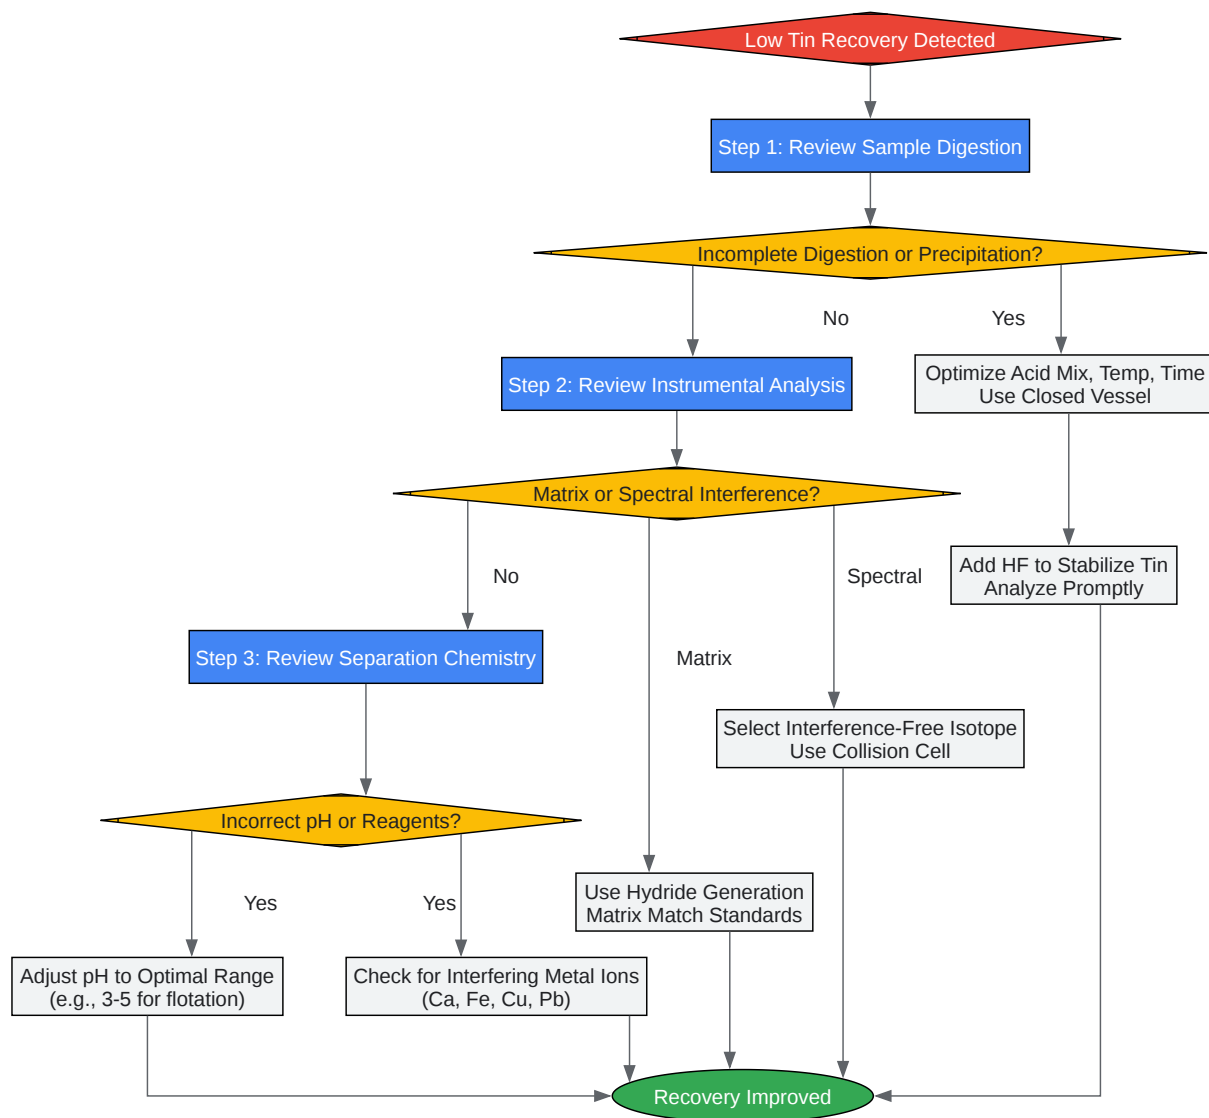 Low Tin Recovery Detected
Step 1: Review Sample Digestion
Incomplete Digestion or Precipitation?
No
Yes
Step 2: Review Instrumental Analysis
Optimize Acid Mix, Temp, Time
Use Closed Vessel
Matrix or Spectral Interference?
No
Spectral
Add HF to Stabilize Tin
Analyze Promptly
Step 3: Review Separation Chemistry
Matrix
Select Interference-Free Isotope
Use Collision Cell
Incorrect pH or Reagents?
Yes
Yes
Use Hydride Generation
Matrix Match Standards
Adjust pH to Optimal Range
(e.g., 3-5 for flotation)
Check for Interfering Metal Ions
(Ca, Fe, Cu, Pb)
Recovery Improved